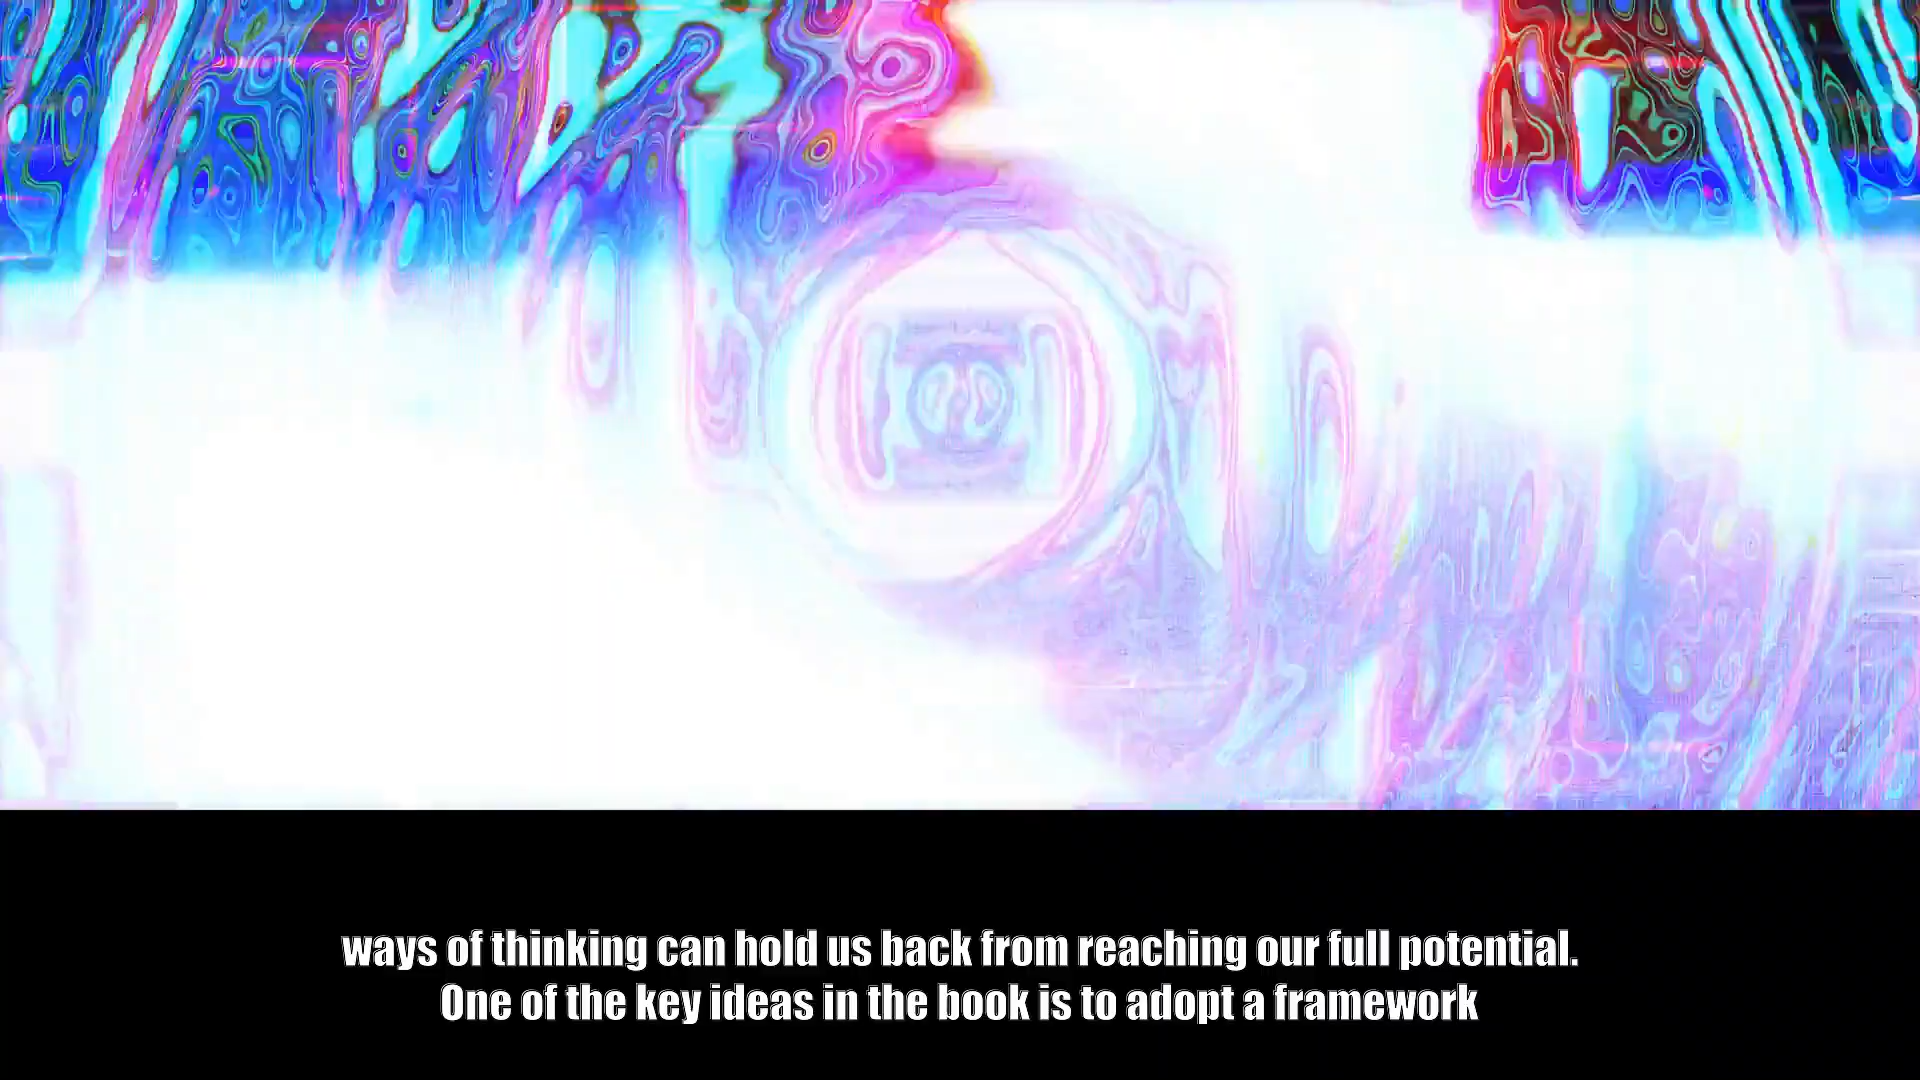 ways of thinking can hold us back from reaching our full potential.
One of the key ideas in the book is to adopt a framework